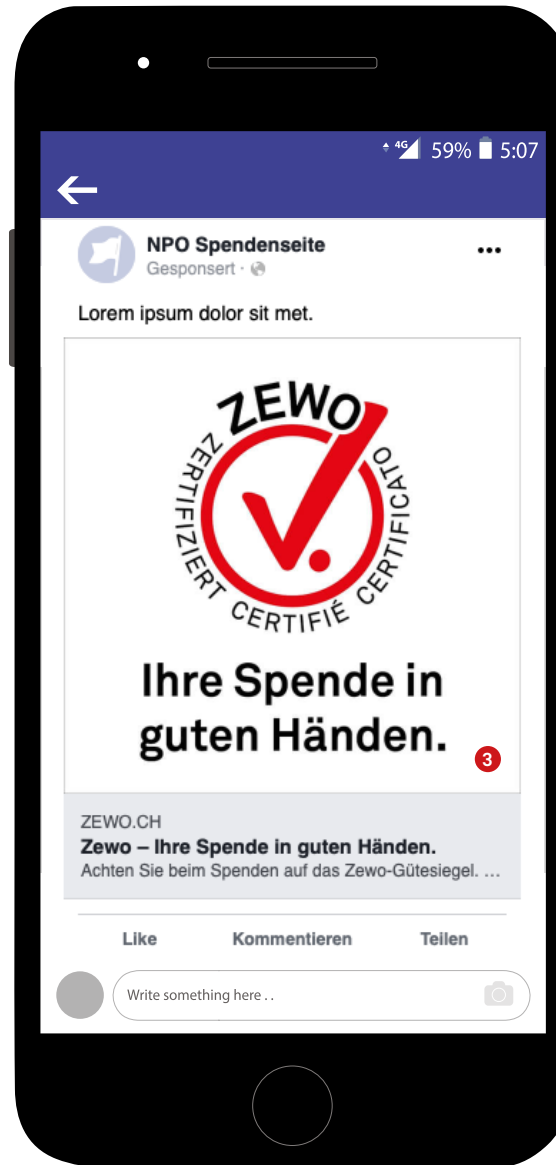 4G 59% 5:07
NPO Spendenseite
Gesponsert ·
Lorem ipsum dolor sit met.
ZEWO
ZERTIFIZIERT CERTIFIÉ CERTIFICATO
Ihre Spende in
guten Händen.
3
ZEWO.CH
Zewo – Ihre Spende in guten Händen.
Achten Sie beim Spenden auf das Zewo-Gütesiegel. ...
Like Kommentieren Teilen
Write something here . .